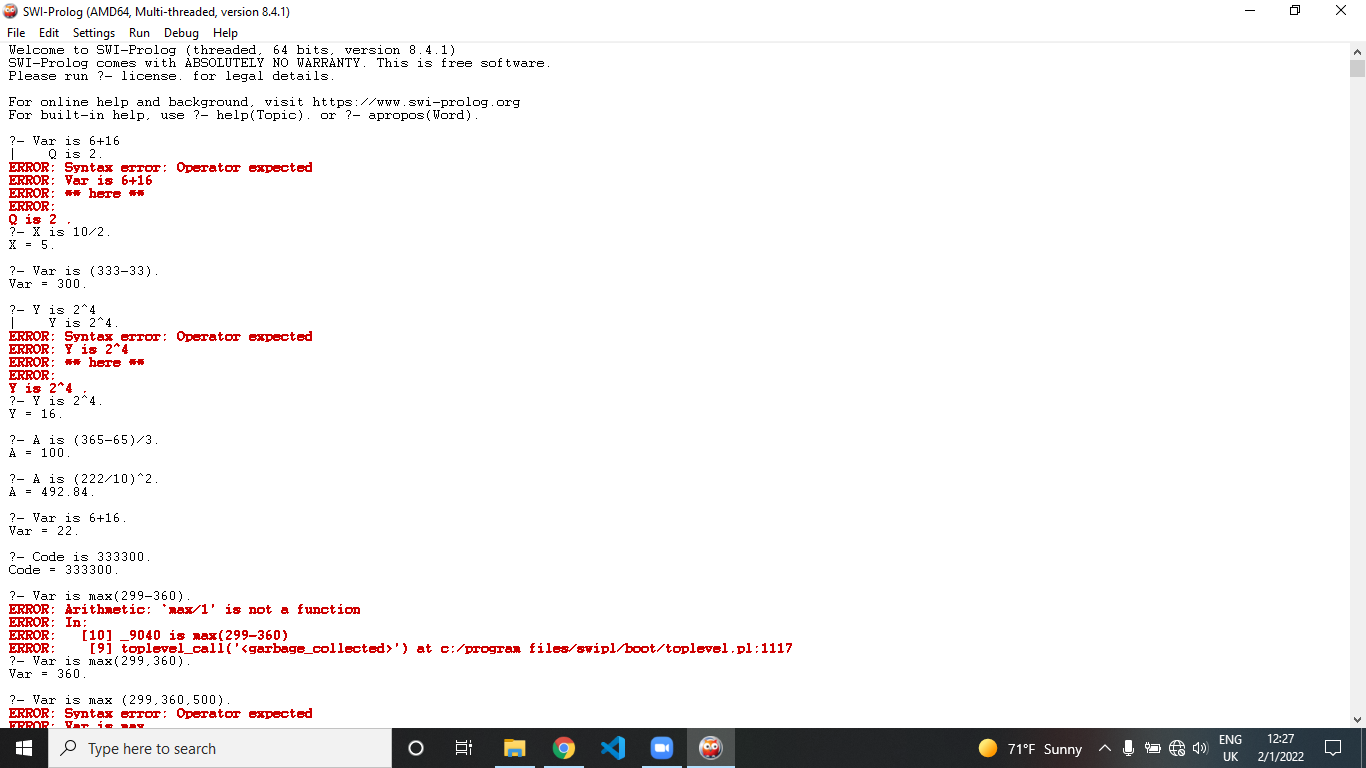 SWI-Prolog (AMD64, Multi-threaded, version 8.4.1)
File Edit Settings Run Debug Help
Welcome to SWI-Prolog (threaded, 64 bits, version 8.4.1)
SWI-Prolog comes with ABSOLUTELY NO WARRANTY. This is free software.
Please run ?- license. for legal details.
For online help and background, visit https://www.swi-prolog.org
For built-in help, use ?- help(Topic). or ?- apropos(Word).
?- Var is 6+16
|    Q is 2.
ERROR: Syntax error: Operator expected
ERROR: Var is 6+16
ERROR: ** here **
ERROR:
Q is 2 .
?- X is 10/2.
X = 5.
?- Var is (333-33).
Var = 300.
?- Y is 2^4
|    Y is 2^4.
ERROR: Syntax error: Operator expected
ERROR: Y is 2^4
ERROR: ** here **
ERROR:
Y is 2^4 .
?- Y is 2^4.
Y = 16.
?- A is (365-65)/3.
A = 100.
?- A is (222/10)^2.
A = 492.84.
?- Var is 6+16.
Var = 22.
?- Code is 333300.
Code = 333300.
?- Var is max(299-360).
ERROR: Arithmetic: `max/1' is not a function
ERROR: In:
ERROR:   [10] _9040 is max(299-360)
ERROR:    [9] toplevel_call('<garbage_collected>') at c:/program files/swipl/boot/toplevel.pl:1117
?- Var is max(299,360).
Var = 360.
?- Var is max (299,360,500).
ERROR: Syntax error: Operator expected
ERROR: Var is max
Type here to search
71°F Sunny
ENG
UK
12:27
2/1/2022